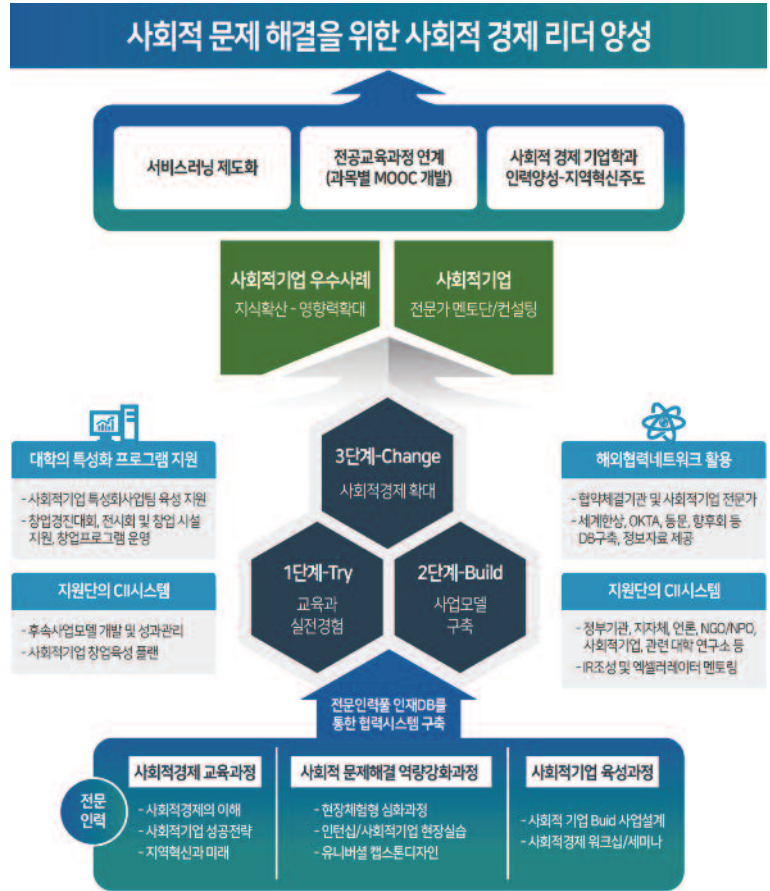 사회적 문제 해결을 위한 사회적 경제 리더 양성
서비스러닝 제도화
전공교육과정 연계
(과목별 MOOC 개발)
사회적 경제 기업학과
인력양성-지역혁신주도
사회적기업 우수사례
지식확산 - 영향력확대
사회적기업
전문가 멘토단/컨설팅
3단계-Change
사회적경제 확대
1단계-Try
교육과
실전경험
2단계-Build
사업모델
구축
대학의 특성화 프로그램 지원
- 사회적기업 특성화사업팀 육성 지원
- 창업경진대회, 전시회 및 창업 시설
지원, 창업프로그램 운영
지원단의 CII시스템
- 후속사업모델 개발 및 성과관리
- 사회적기업 창업육성 플랜
해외협력네트워크 활용
- 협약체결기관 및 사회적기업 전문가
- 세계한상, OKTA, 동문, 향후회 등
DB구축, 정보자료 제공
지원단의 CII시스템
- 정부기관, 지자체, 언론, NGO/NPO,
사회적기업, 관련 대학 연구소 등
- IR조성 및 엑셀러레이터 멘토링
전문인력풀 인재DB를
통한 협력시스템 구축
전문
인력
사회적경제 교육과정
- 사회적경제의 이해
- 사회적기업 성공전략
- 지역혁신과 미래
사회적 문제해결 역량강화과정
- 현장체험형 심화과정
- 인턴십/사회적기업 현장실습
- 유니버셜 캡스톤디자인
사회적기업 육성과정
- 사회적 기업 Buid 사업설계
- 사회적경제 워크십/세미나